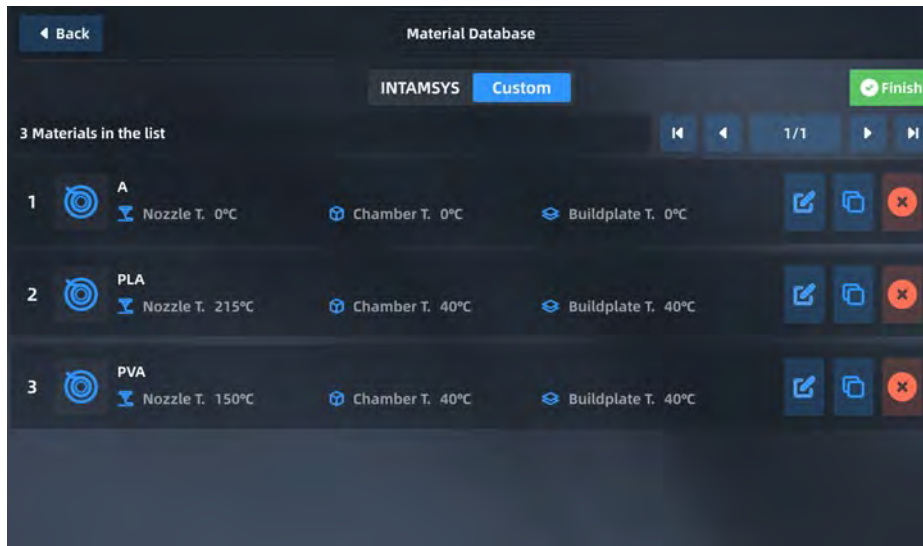 Back
Material Database
INTAMSYS Custom
Finish
3 Materials in the list
1/1
1
A
Nozzle T. 0℃ Chamber T. 0℃ Buildplate T. 0℃
2
PLA
Nozzle T. 215℃ Chamber T. 40℃ Buildplate T. 40℃
3
PVA
Nozzle T. 150℃ Chamber T. 40℃ Buildplate T. 40℃